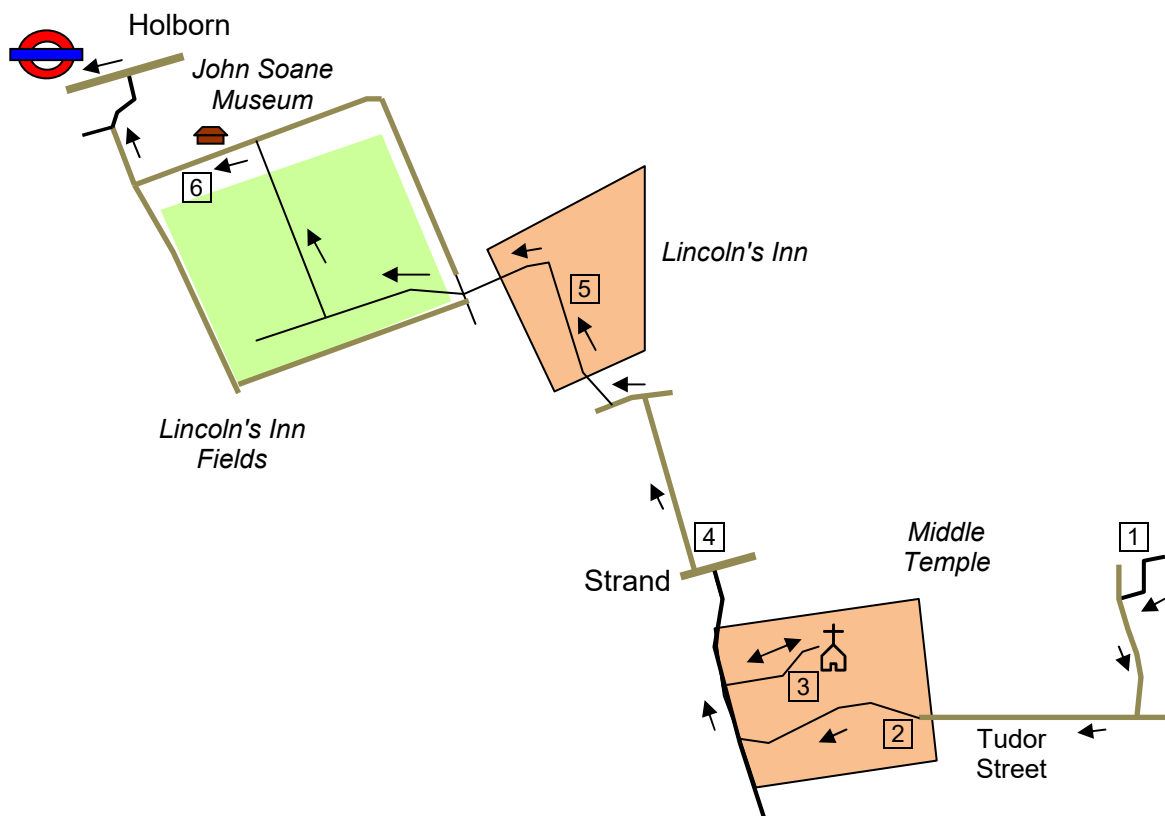 Holborn
John Soane
Museum
6
Lincoln's Inn
5
Lincoln's Inn
Fields
4
Middle
Temple
1
Strand
3
2
Tudor
Street